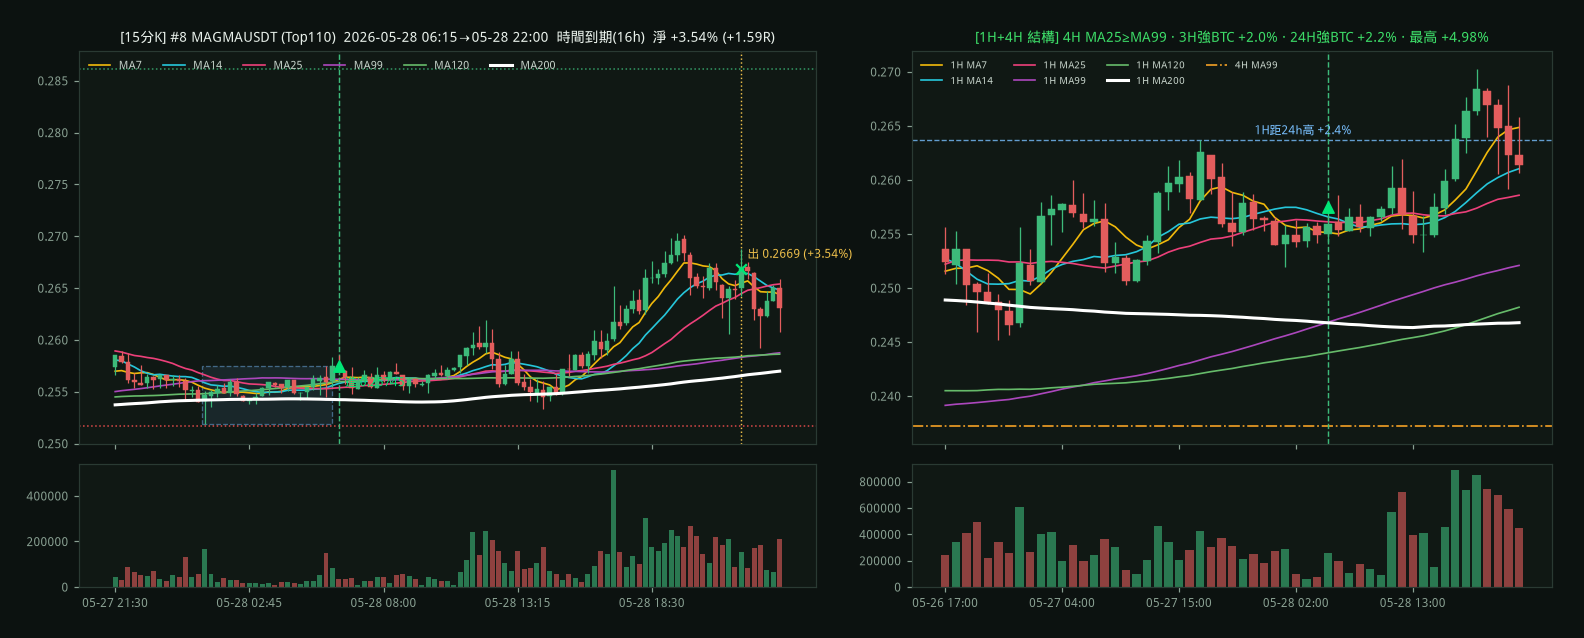 [15分K] #8 MAGMAUSDT (Top110)  2026-05-28 06:15→05-28 22:00  時間到期(16h)  淨 +3.54% (+1.59R)
MA7 MA14 MA25 MA99 MA120 MA200
0.285
0.280
0.275
0.270
0.265
0.260
0.255
0.250
出 0.2669 (+3.54%)
400000
200000
0
05-27 21:30 05-28 02:45 05-28 08:00 05-28 13:15 05-28 18:30
[1H+4H 結構] 4H MA25≥MA99 · 3H強BTC +2.0% · 24H強BTC +2.2% · 最高 +4.98%
1H MA7 1H MA25 1H MA120 4H MA99
1H MA14 1H MA99 1H MA200
1H距24h高 +2.4%
0.270
0.265
0.260
0.255
0.250
0.245
0.240
800000
600000
400000
200000
0
05-26 17:00 05-27 04:00 05-27 15:00 05-28 02:00 05-28 13:00